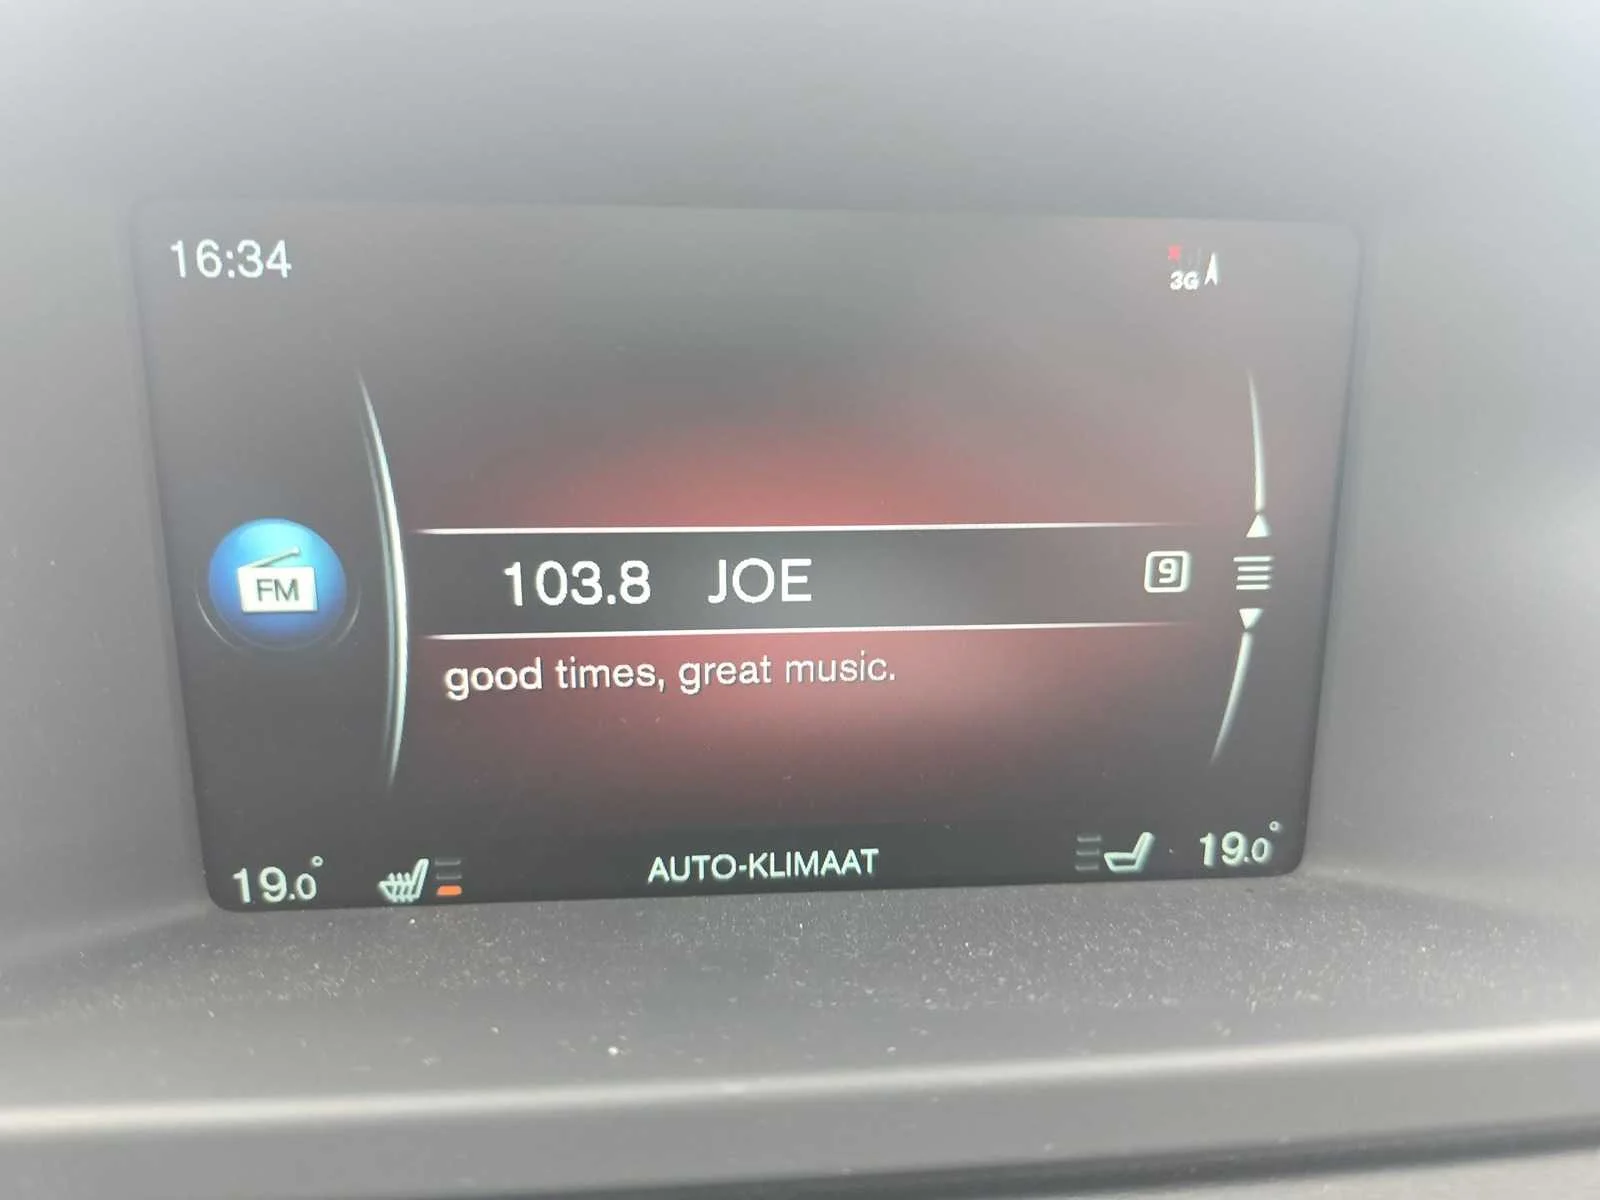 16:34
3G
FM
103.8 JOE 9
good times, great music.
19.0° AUTO-KLIMAAT 19.0°